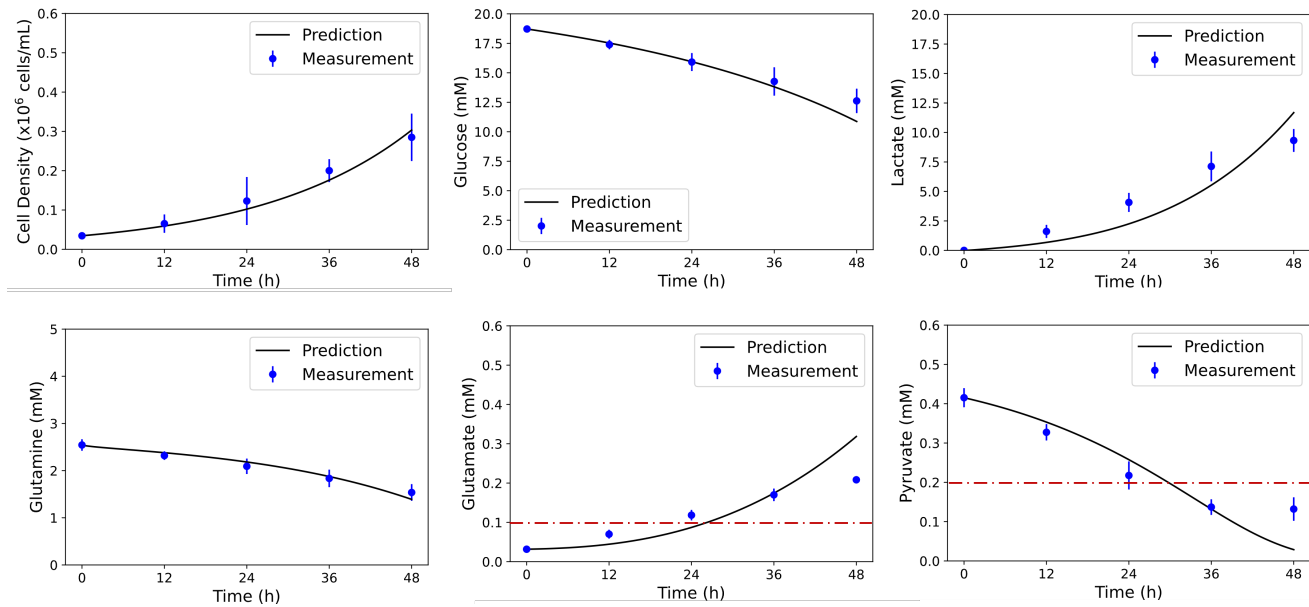 Cell Density (x10⁶ cells/mL)
0.6
0.5
0.4
0.3
0.2
0.1
0.0
Prediction
Measurement
0 12 24 36 48
Time (h)
Glucose (mM)
20.0
17.5
15.0
12.5
10.0
7.5
5.0
2.5
0.0
Prediction
Measurement
0 12 24 36 48
Time (h)
Lactate (mM)
20.0
17.5
15.0
12.5
10.0
7.5
5.0
2.5
0.0
Prediction
Measurement
0 12 24 36 48
Time (h)
Glutamine (mM)
5
4
3
2
1
0
Prediction
Measurement
0 12 24 36 48
Time (h)
Glutamate (mM)
0.6
0.5
0.4
0.3
0.2
0.1
0.0
Prediction
Measurement
0 12 24 36 48
Time (h)
Pyruvate (mM)
0.6
0.5
0.4
0.3
0.2
0.1
0.0
Prediction
Measurement
0 12 24 36 48
Time (h)